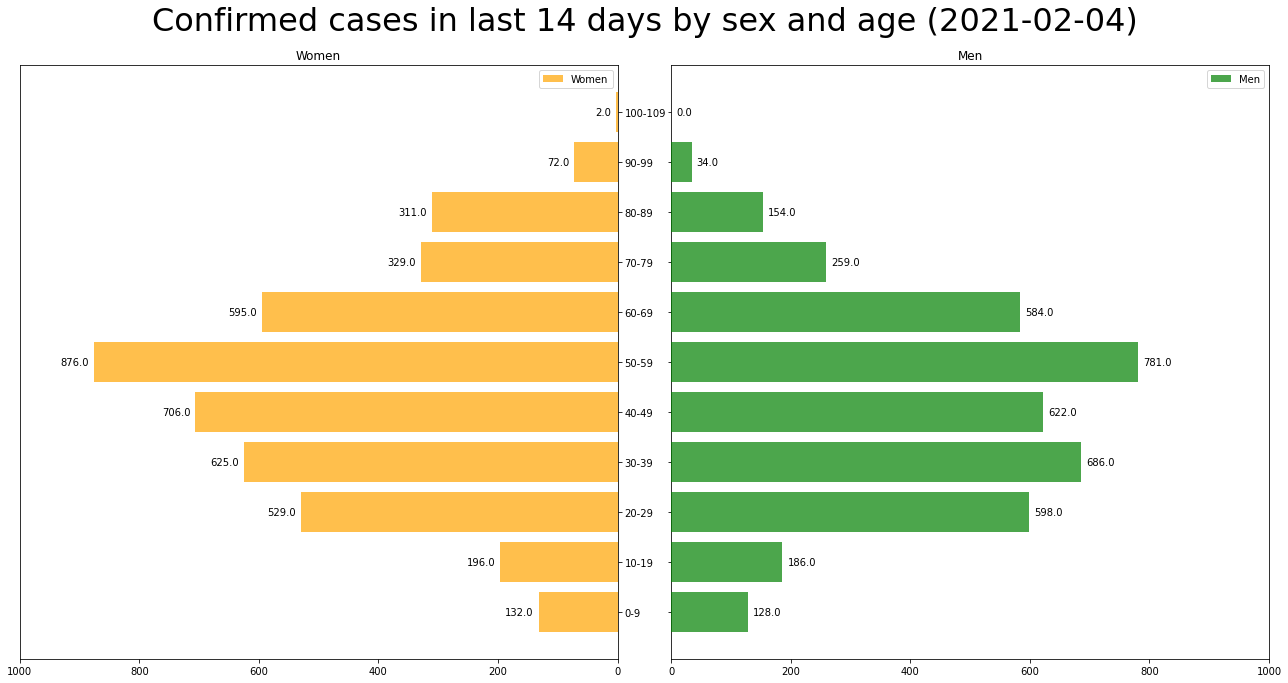 Confirmed cases in last 14 days by sex and age (2021-02-04)
Women
Men
Women
Men
2.0 100-109 0.0
72.0 90-99 34.0
311.0 80-89 154.0
329.0 70-79 259.0
595.0 60-69 584.0
876.0 50-59 781.0
706.0 40-49 622.0
625.0 30-39 686.0
529.0 20-29 598.0
196.0 10-19 186.0
132.0 0-9 128.0
1000 800 600 400 200 0
0 200 400 600 800 1000